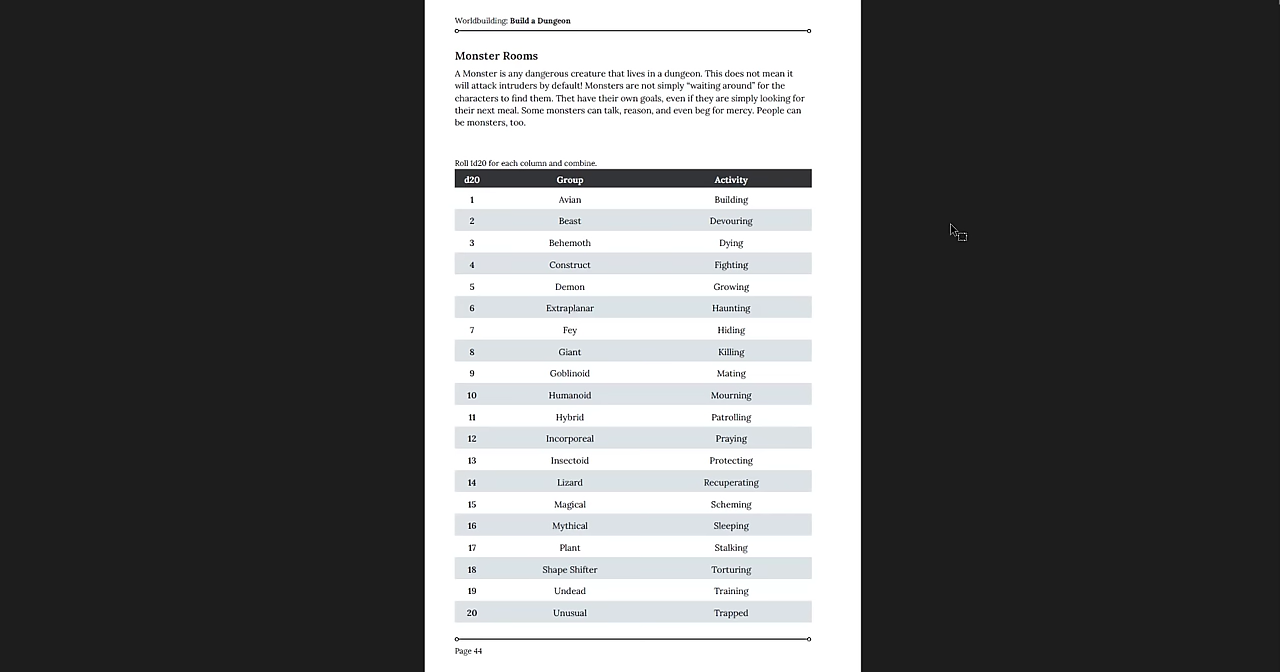 Worldbuilding: Build a Dungeon
Monster Rooms
A Monster is any dangerous creature that lives in a dungeon. This does not mean it
will attack intruders by default! Monsters are not simply “waiting around” for the
characters to find them. Thet have their own goals, even if they are simply looking for
their next meal. Some monsters can talk, reason, and even beg for mercy. People can
be monsters, too.
Roll 1d20 for each column and combine.
d20 Group Activity
1 Avian Building
2 Beast Devouring
3 Behemoth Dying
4 Construct Fighting
5 Demon Growing
6 Extraplanar Haunting
7 Fey Hiding
8 Giant Killing
9 Goblinoid Mating
10 Humanoid Mourning
11 Hybrid Patrolling
12 Incorporeal Praying
13 Insectoid Protecting
14 Lizard Recuperating
15 Magical Scheming
16 Mythical Sleeping
17 Plant Stalking
18 Shape Shifter Torturing
19 Undead Training
20 Unusual Trapped
Page 44